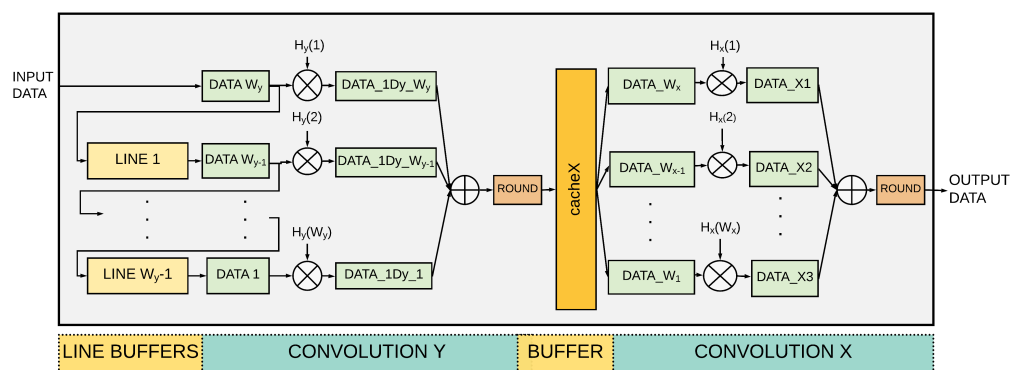 INPUT
DATA
DATA Wy
Hy(1)
DATA_1Dy_Wy
LINE 1
DATA Wy-1
Hy(2)
DATA_1Dy_Wy-1
LINE Wy-1
DATA 1
Hy(Wy)
DATA_1Dy_1
ROUND
cacheX
DATA_Wx
Hx(1)
DATA_X1
DATA_Wx-1
Hx(2)
DATA_X2
DATA_W1
Hx(Wx)
DATA_X3
ROUND
OUTPUT
DATA
LINE BUFFERS
CONVOLUTION Y
BUFFER
CONVOLUTION X